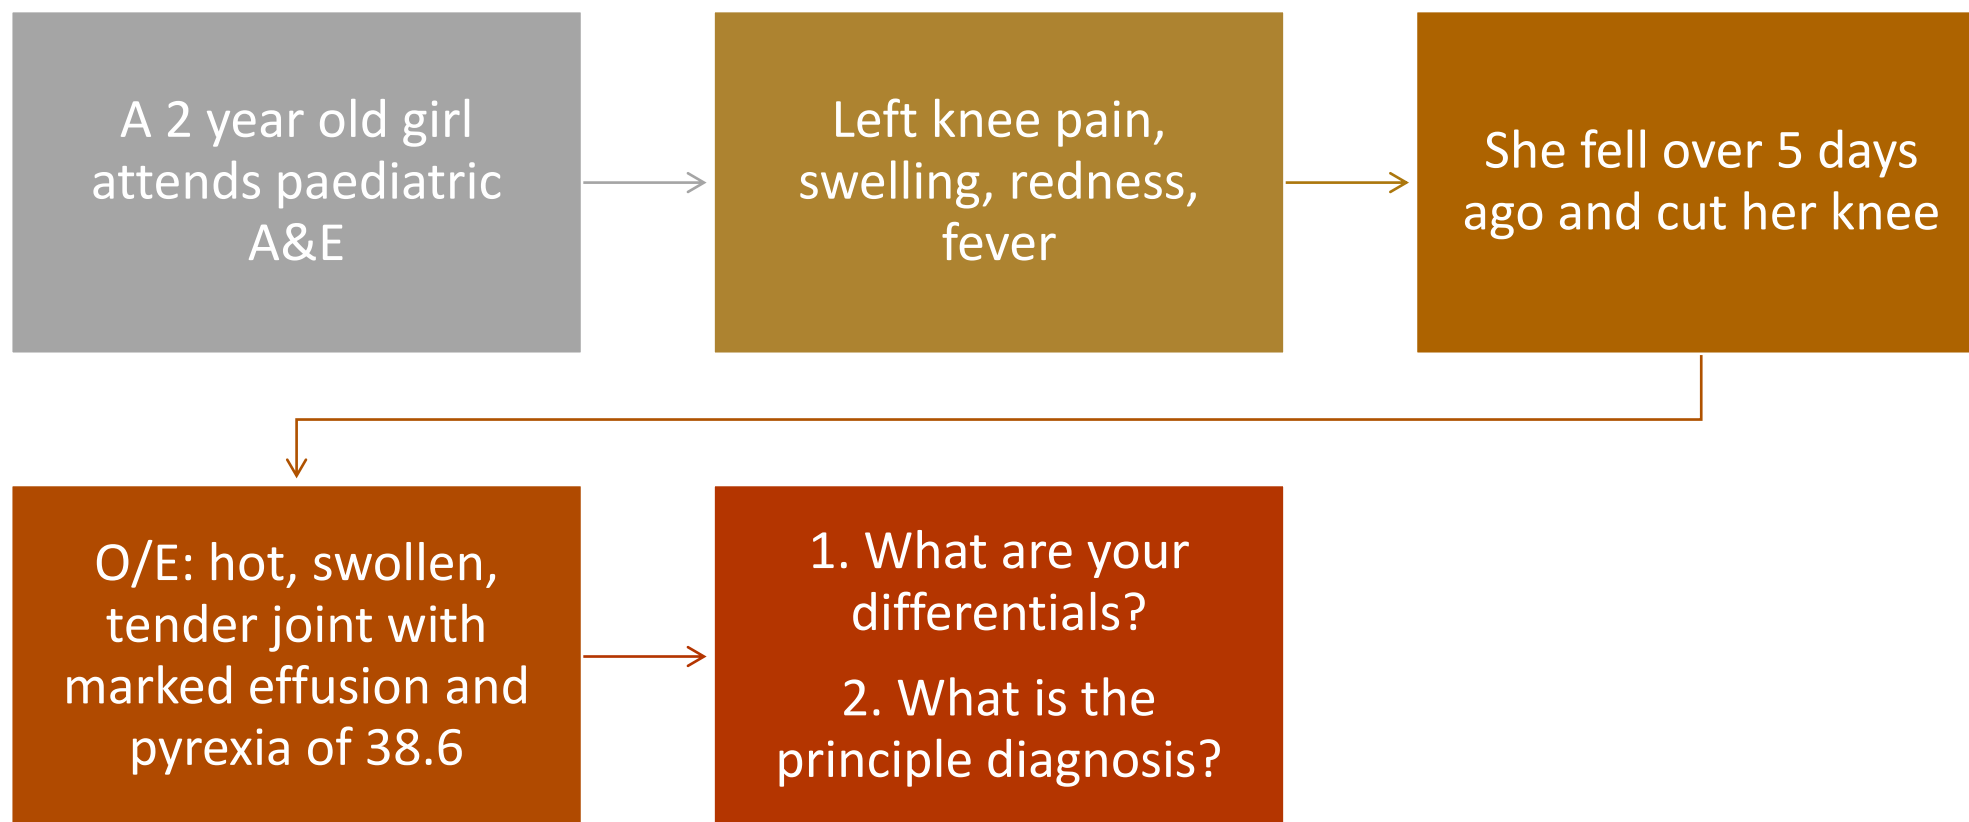 A 2 year old girl
attends paediatric
A&E
Left knee pain,
swelling, redness,
fever
She fell over 5 days
ago and cut her knee
O/E: hot, swollen,
tender joint with
marked effusion and
pyrexia of 38.6
1. What are your
differentials?
2. What is the
principle diagnosis?